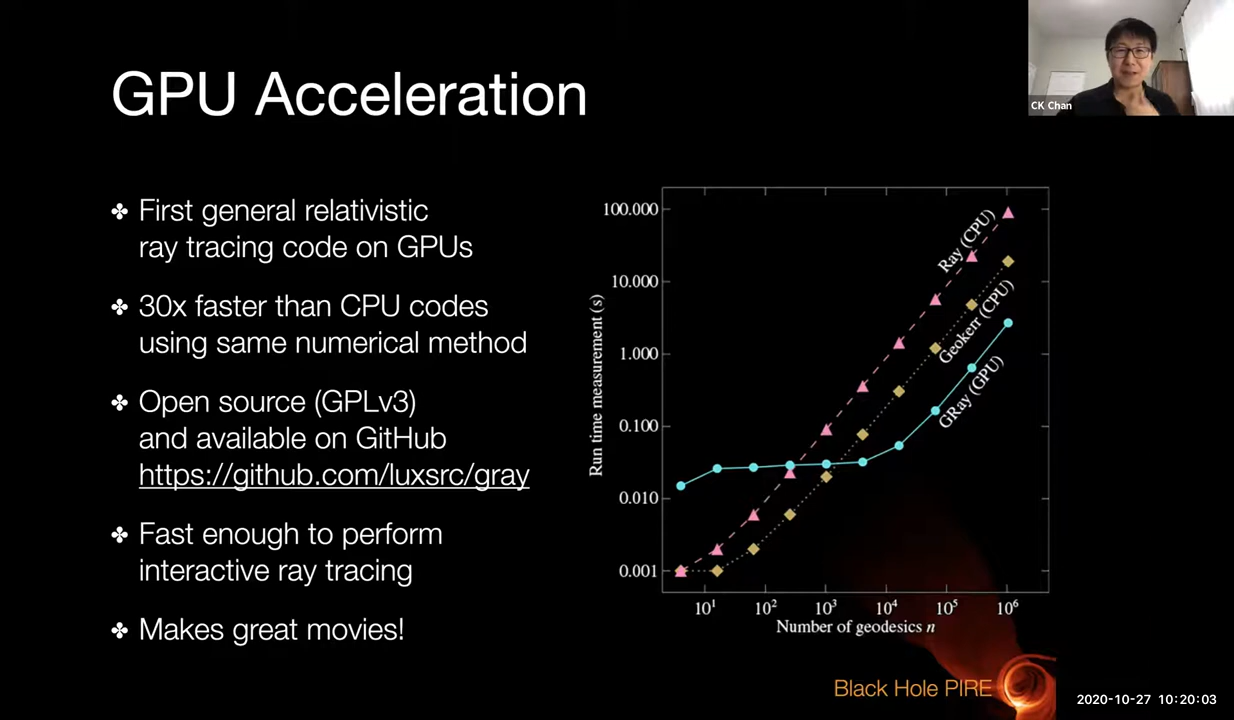 GPU Acceleration
CK Chan
✤ First general relativistic
ray tracing code on GPUs
✤ 30x faster than CPU codes
using same numerical method
✤ Open source (GPLv3)
and available on GitHub
https://github.com/luxsrc/gray
✤ Fast enough to perform
interactive ray tracing
✤ Makes great movies!
Run time measurement (s)
100.000
10.000
1.000
0.100
0.010
0.001
Ray (CPU)
Geokerr (CPU)
GRay (GPU)
10¹ 10² 10³ 10⁴ 10⁵ 10⁶
Number of geodesics n
Black Hole PIRE
2020-10-27 10:20:03